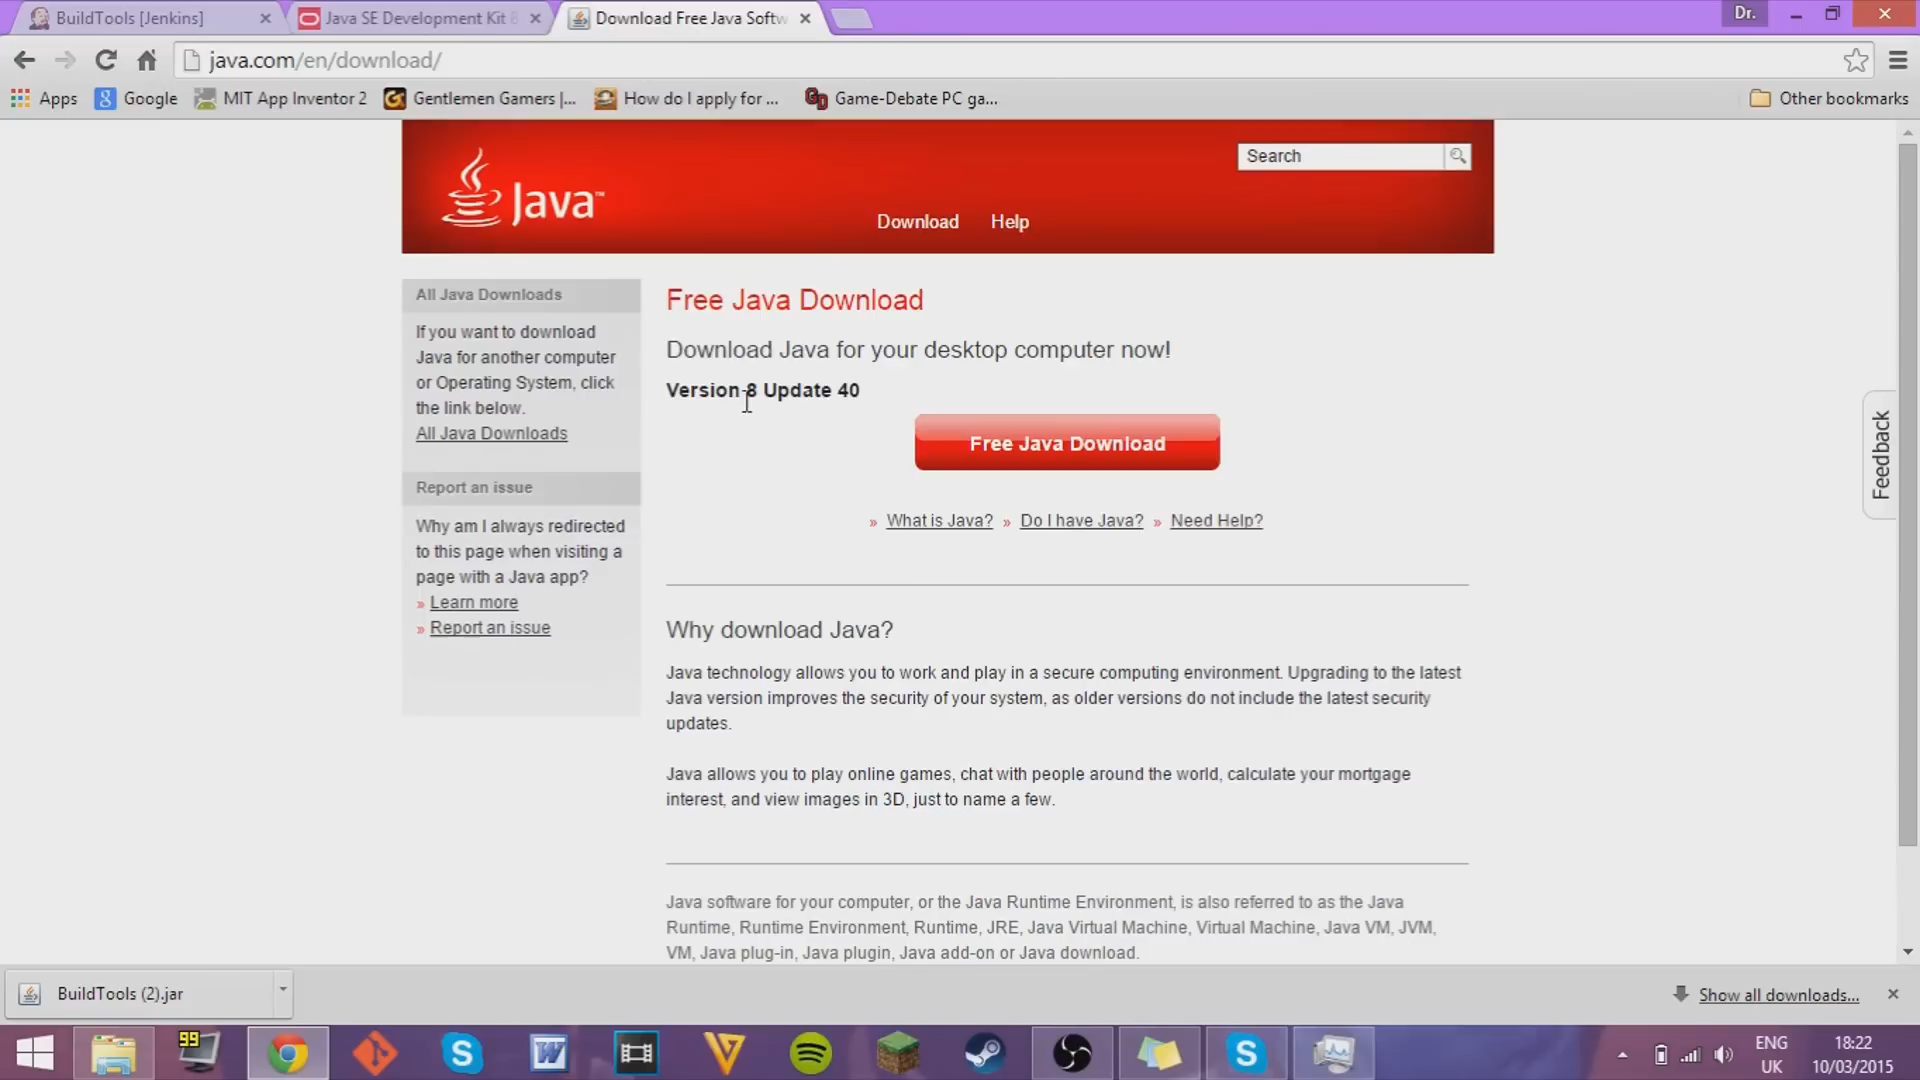 BuildTools [Jenkins]
Java SE Development Kit 8
Download Free Java Softw
Dr.
java.com/en/download/
Apps
Google
MIT App Inventor 2
Gentlemen Gamers |...
How do I apply for ...
Game-Debate PC ga...
Other bookmarks
Java™
Search
Download
Help
All Java Downloads
If you want to download
Java for another computer
or Operating System, click
the link below.
All Java Downloads
Report an issue
Why am I always redirected
to this page when visiting a
page with a Java app?
» Learn more
» Report an issue
Free Java Download
Download Java for your desktop computer now!
Version 8 Update 40
Free Java Download
» What is Java? » Do I have Java? » Need Help?
Why download Java?
Java technology allows you to work and play in a secure computing environment. Upgrading to the latest
Java version improves the security of your system, as older versions do not include the latest security
updates.
Java allows you to play online games, chat with people around the world, calculate your mortgage
interest, and view images in 3D, just to name a few.
Java software for your computer, or the Java Runtime Environment, is also referred to as the Java
Runtime, Runtime Environment, Runtime, JRE, Java Virtual Machine, Virtual Machine, Java VM, JVM,
VM, Java plug-in, Java plugin, Java add-on or Java download.
Feedback
BuildTools (2).jar
Show all downloads...
99
ENG
UK
18:22
10/03/2015